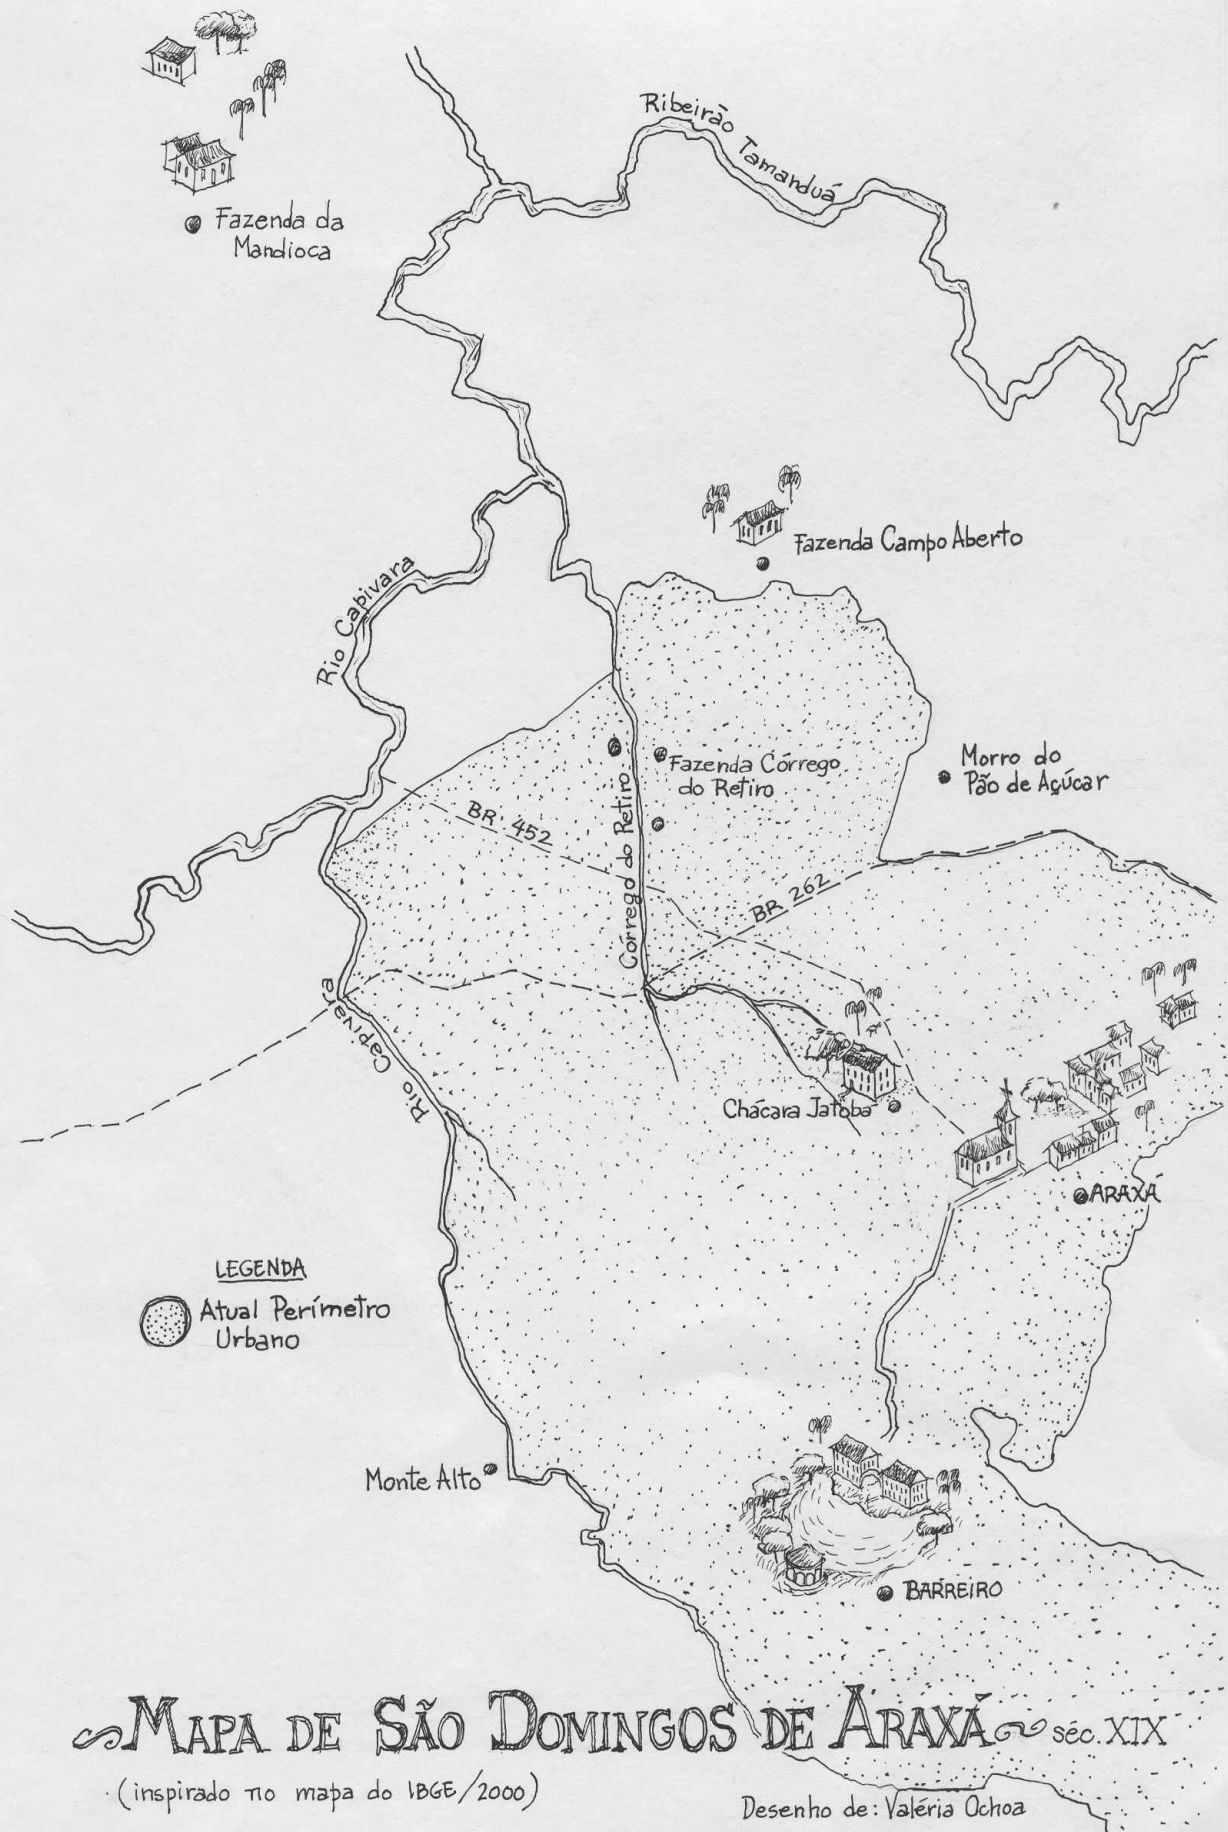 Ribeirão Tamanduá
Fazenda da
Mandioca
Fazenda Campo Aberto
Rio Capivara
Morro do
Pão de Açúcar
Fazenda Córrego
do Retiro
BR 452
Córrego do Retiro
BR 262
Rio Capivara
Chácara Jatobá
ARAXÁ
LEGENDA
Atual Perímetro
Urbano
Monte Alto
BARREIRO
MAPA DE SÃO DOMINGOS DE ARAXÁ séc. XIX
(inspirado no mapa do IBGE/2000)
Desenho de: Valéria Ochoa